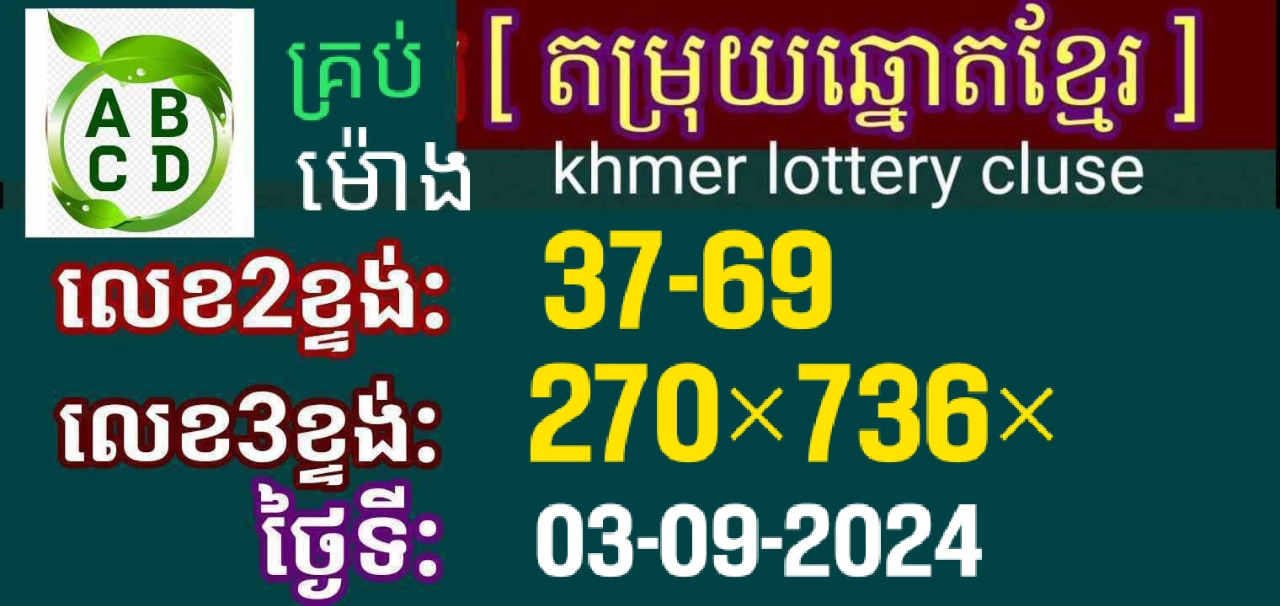 A B
C D
គ្រប់
ម៉ោង
[ តម្រុយឆ្នោតខ្មែរ ]
khmer lottery cluse
លេខ2ខ្ទង់: 37-69
លេខ3ខ្ទង់: 270×736×
ថ្ងៃទី: 03-09-2024